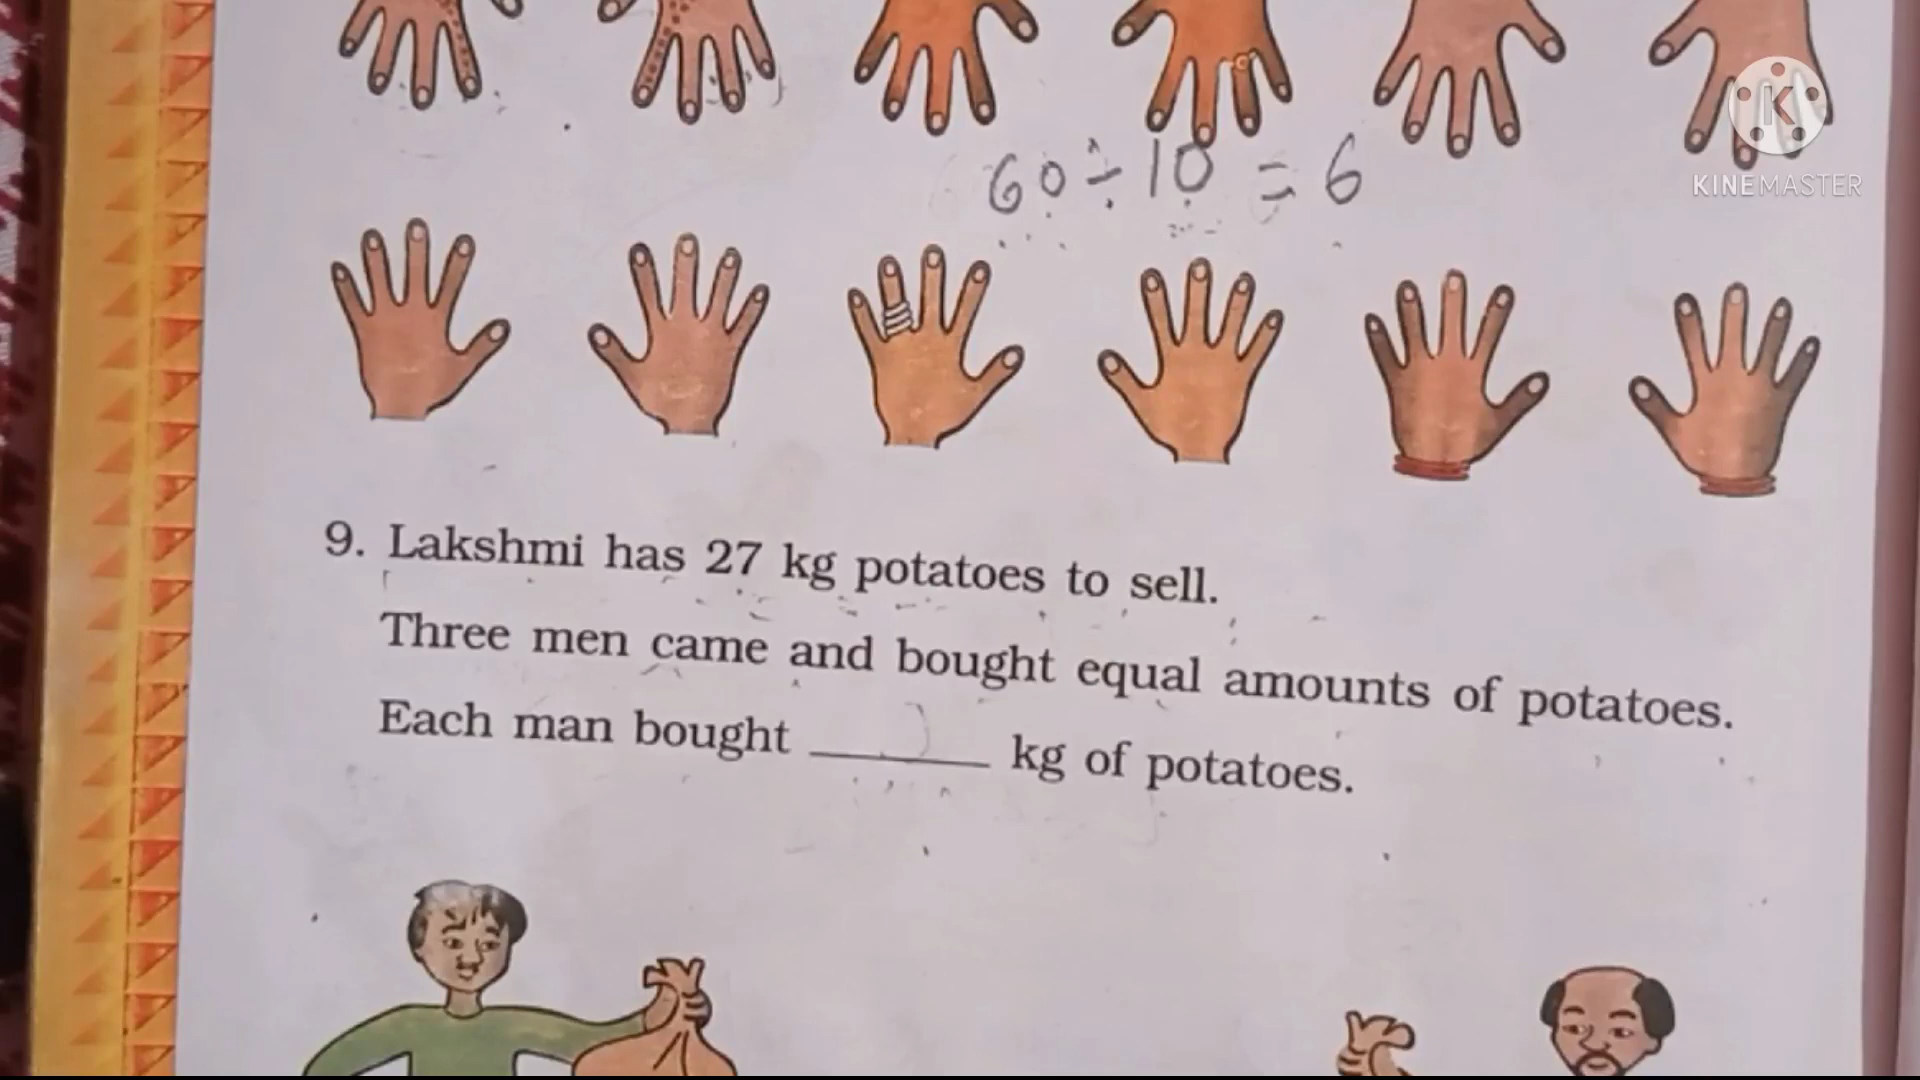 60 ÷ 10 = 6
KINEMASTER
9. Lakshmi has 27 kg potatoes to sell.
Three men came and bought equal amounts of potatoes.
Each man bought ________ kg of potatoes.